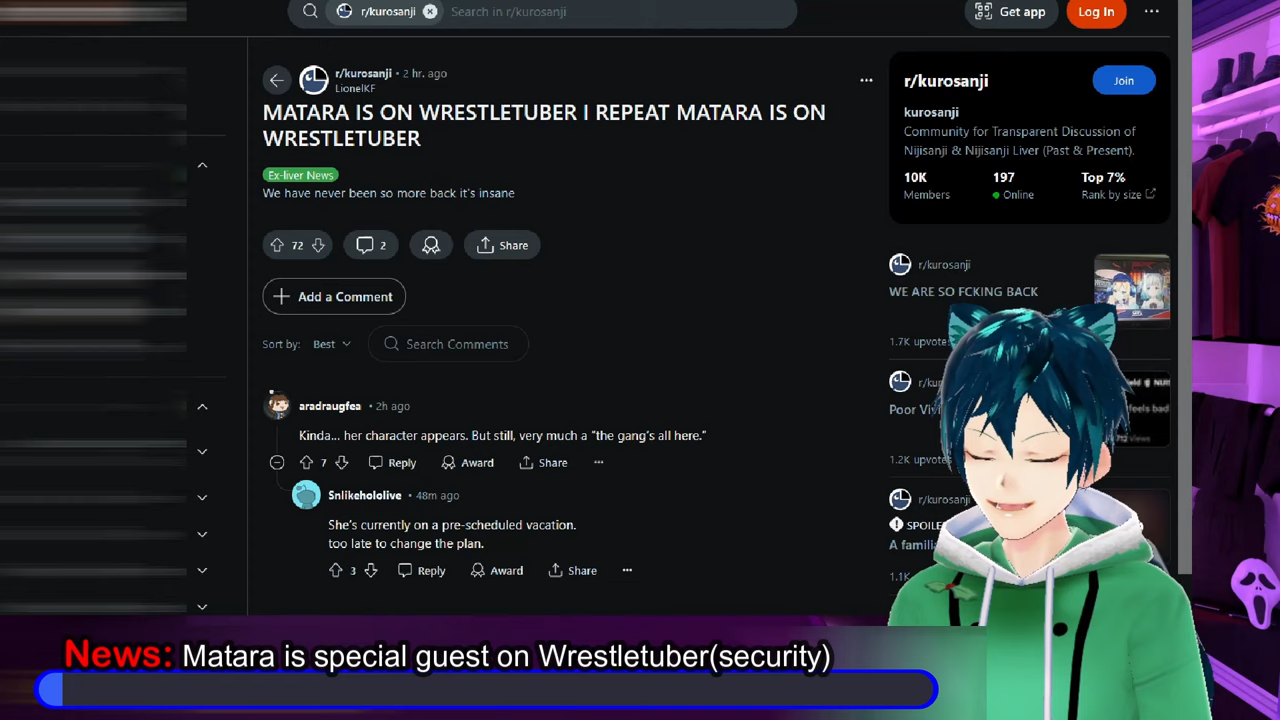 r/kurosanji
Search in r/kurosanji
Get app
Log In
r/kurosanji • 2 hr. ago
LionelKF
MATARA IS ON WRESTLETUBER I REPEAT MATARA IS ON
WRESTLETUBER
Ex-liver News
We have never been so more back it's insane
72
2
Share
Add a Comment
Sort by:
Best
Search Comments
aradraugfea • 2h ago
Kinda... her character appears. But still, very much a “the gang's all here.”
7
Reply
Award
Share
Snlikehololive • 48m ago
She's currently on a pre-scheduled vacation.
too late to change the plan.
3
Reply
Award
Share
r/kurosanji
Join
kurosanji
Community for Transparent Discussion of
Nijisanji & Nijisanji Liver (Past & Present).
10K
197
Top 7%
Members
Online
Rank by size
r/kurosanji
WE ARE SO FCKING BACK
1.7K upvotes
Poor
feels bad
1.2K
r/kurosanji
A
1.1K
News: Matara is special guest on Wrestletuber(security)